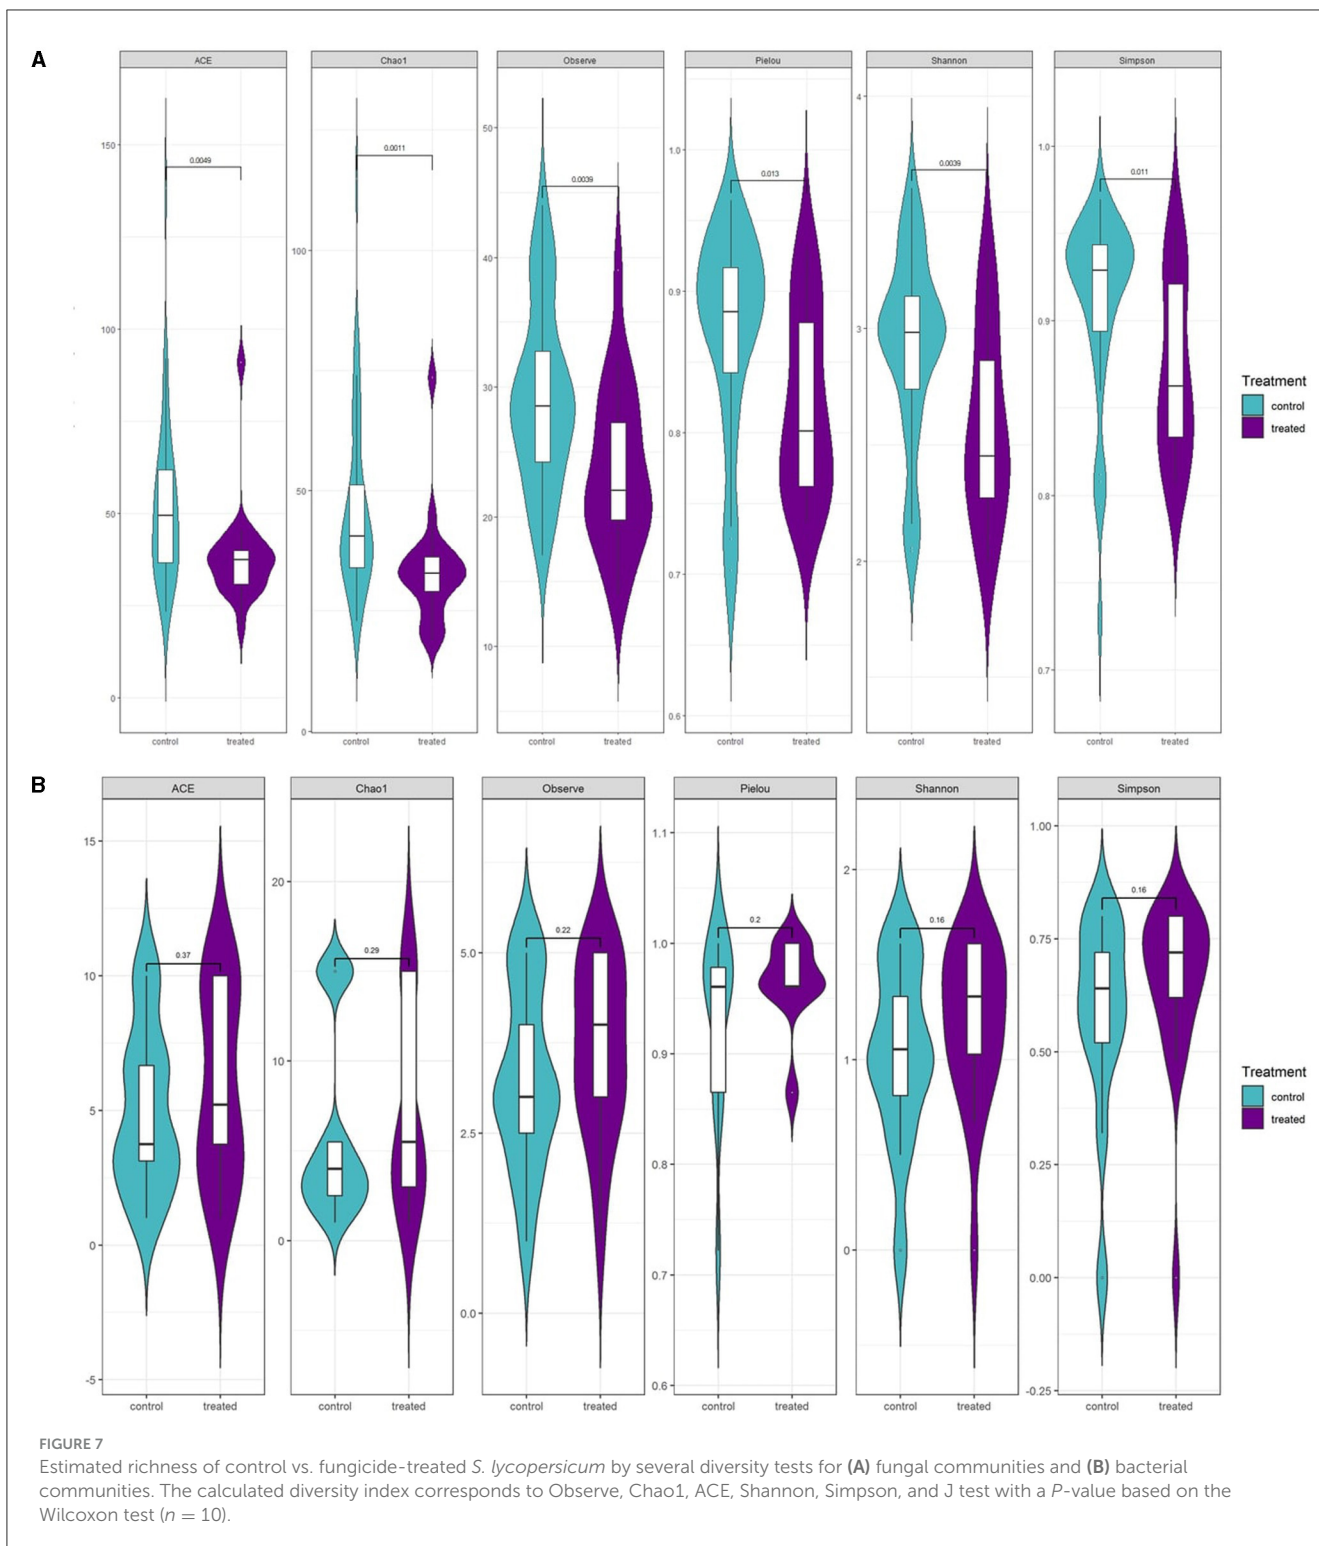 A
ACE Chao1 Observe Pielou Shannon Simpson
150
100
50
0
0.0049
control treated
100
50
0
0.0011
control treated
50
40
30
20
10
0.0039
control treated
1.0
0.9
0.8
0.7
0.6
0.013
control treated
4
3
2
0.0039
control treated
1.0
0.9
0.8
0.7
0.011
control treated
Treatment
control
treated
B
ACE Chao1 Observe Pielou Shannon Simpson
15
10
5
0
-5
0.37
control treated
20
10
0
0.29
control treated
5.0
2.5
0.0
0.22
control treated
1.1
1.0
0.9
0.8
0.7
0.6
0.2
control treated
2
1
0
0.16
control treated
1.00
0.75
0.50
0.25
0.00
-0.25
0.16
control treated
Treatment
control
treated
FIGURE 7
Estimated richness of control vs. fungicide-treated S. lycopersicum by several diversity tests for (A) fungal communities and (B) bacterial
communities. The calculated diversity index corresponds to Observe, Chao1, ACE, Shannon, Simpson, and J test with a P-value based on the
Wilcoxon test (n = 10).